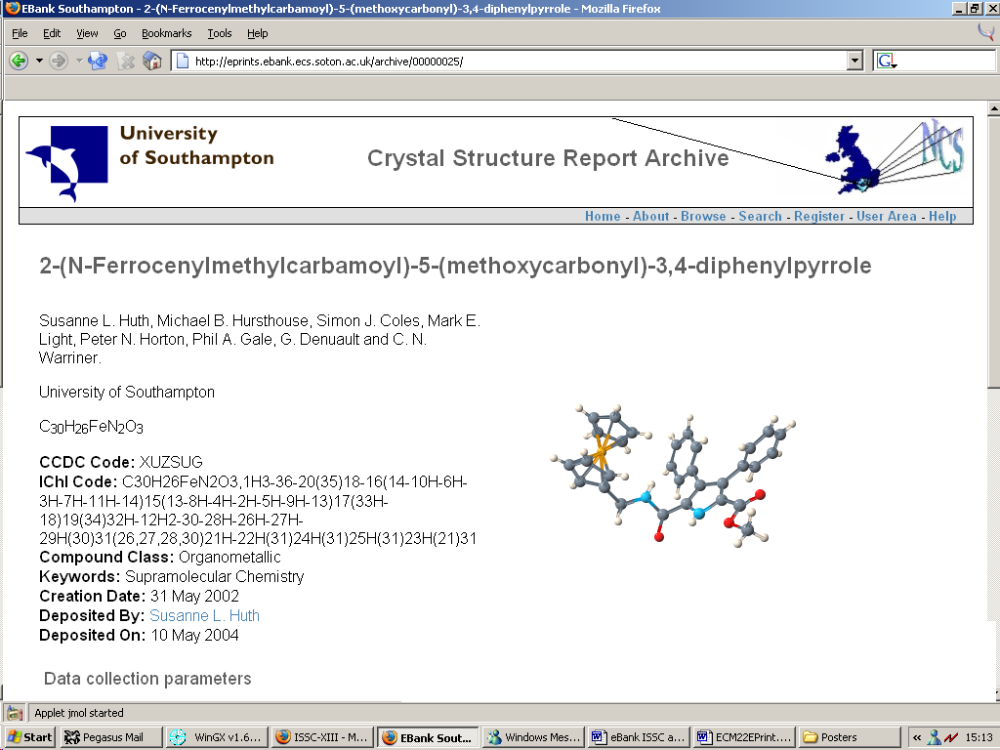 EBank Southampton - 2-(N-Ferrocenylmethylcarbamoyl)-5-(methoxycarbonyl)-3,4-diphenylpyrrole - Mozilla Firefox
File Edit View Go Bookmarks Tools Help
http://eprints.ebank.ecs.soton.ac.uk/archive/00000025/
G
University
of Southampton
Crystal Structure Report Archive
NCS
Home - About - Browse - Search - Register - User Area - Help
2-(N-Ferrocenylmethylcarbamoyl)-5-(methoxycarbonyl)-3,4-diphenylpyrrole
Susanne L. Huth, Michael B. Hursthouse, Simon J. Coles, Mark E.
Light, Peter N. Horton, Phil A. Gale, G. Denuault and C. N.
Warriner.
University of Southampton
C30H26FeN2O3
CCDC Code: XUZSUG
IChI Code: C30H26FeN2O3,1H3-36-20(35)18-16(14-10H-6H-
3H-7H-11H-14)15(13-8H-4H-2H-5H-9H-13)17(33H-
18)19(34)32H-12H2-30-28H-26H-27H-
29H(30)31(26,27,28,30)21H-22H(31)24H(31)25H(31)23H(21)31
Compound Class: Organometallic
Keywords: Supramolecular Chemistry
Creation Date: 31 May 2002
Deposited By: Susanne L. Huth
Deposited On: 10 May 2004
Data collection parameters
Applet jmol started
Start Pegasus Mail WinGX v1.6... ISSC-XIII - M... EBank Sout... Windows Mes... eBank ISSC a... ECM22EPrint.... Posters « 15:13